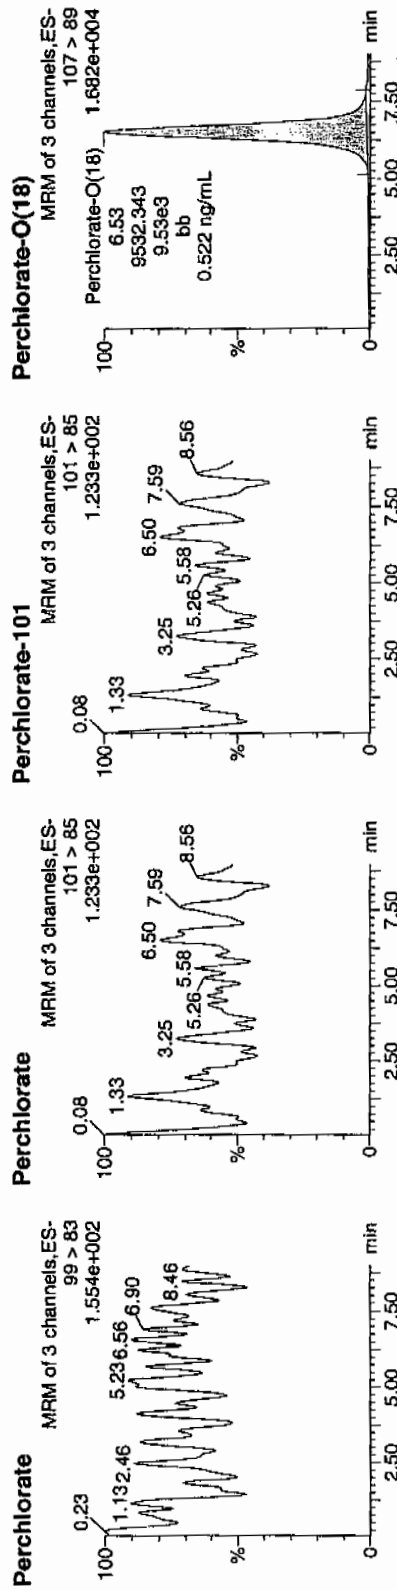 Perchlorate
MRM of 3 channels,ES-
99 > 83
1.554e+002
100
%
0
0.23
1.13
2.46
5.23
6.56
6.90
8.46
2.50
5.00
7.50
min
Perchlorate
MRM of 3 channels,ES-
101 > 85
1.233e+002
100
%
0
0.08
1.33
3.25
5.26
5.58
6.50
7.59
8.56
2.50
5.00
7.50
min
Perchlorate-101
MRM of 3 channels,ES-
101 > 85
1.233e+002
100
%
0
0.08
1.33
3.25
5.26
5.58
6.50
7.59
8.56
2.50
5.00
7.50
min
Perchlorate-O(18)
MRM of 3 channels,ES-
107 > 89
1.682e+004
Perchlorate-O(18)
6.53
9532.343
9.53e3
bb
0.522 ng/mL
100
%
0
2.50
5.00
7.50
min